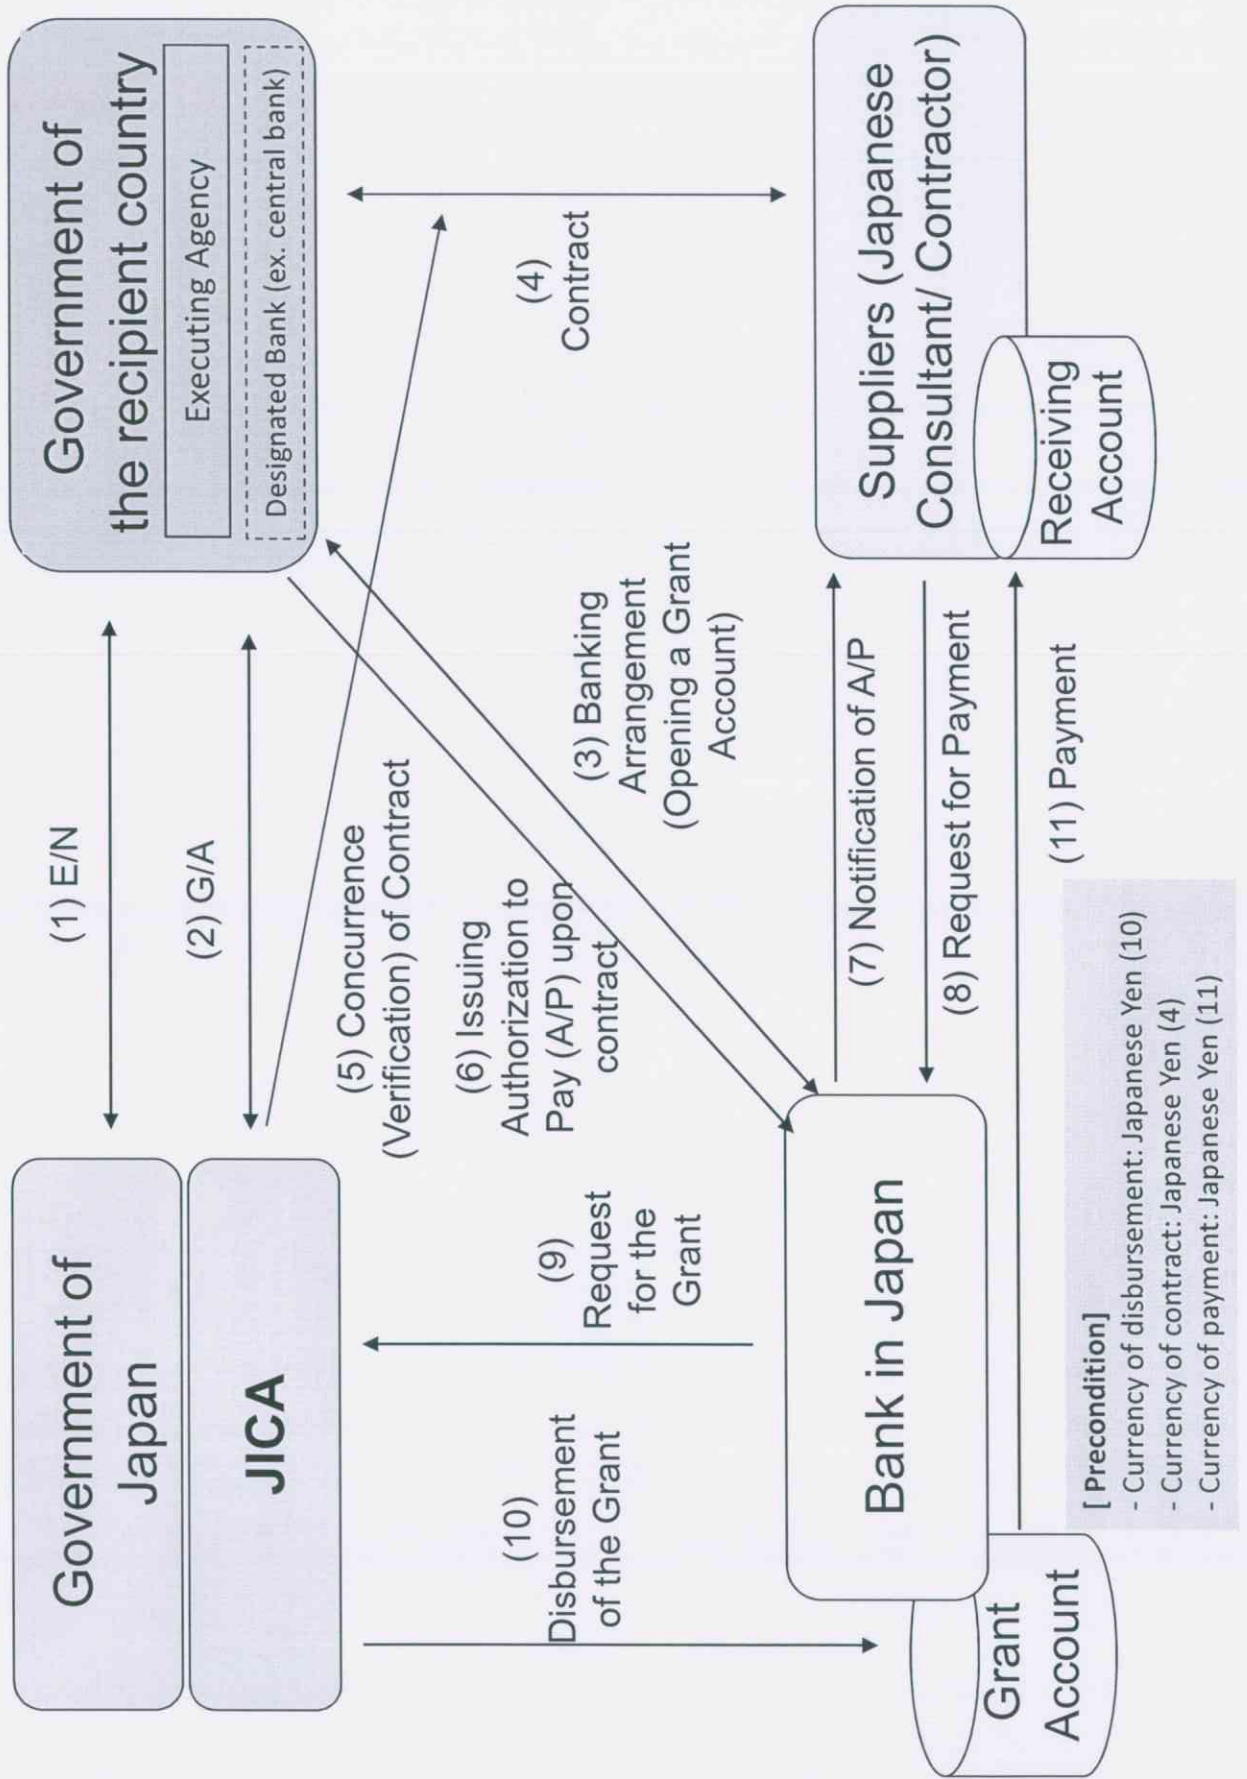 Government of
Japan
JICA
(1) E/N
(2) G/A
Government of
the recipient country
Executing Agency
Designated Bank (ex. central bank)
(5) Concurrence
(Verification) of Contract
(6) Issuing
Authorization to
Pay (A/P) upon
contract
(4)
Contract
(3) Banking
Arrangement
(Opening a Grant
Account)
(9)
Request
for the
Grant
(10)
Disbursement
of the Grant
Bank in Japan
Grant
Account
(7) Notification of A/P
(8) Request for Payment
(11) Payment
Suppliers (Japanese
Consultant/ Contractor)
Receiving
Account
[ Precondition]
- Currency of disbursement: Japanese Yen (10)
- Currency of contract: Japanese Yen (4)
- Currency of payment: Japanese Yen (11)